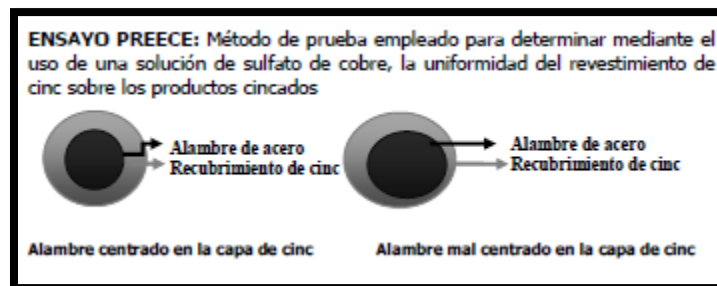 ENSAYO PREECE: Método de prueba empleado para determinar mediante el
uso de una solución de sulfato de cobre, la uniformidad del revestimiento de
cinc sobre los productos cincados
Alambre de acero
Recubrimiento de cinc
Alambre de acero
Recubrimiento de cinc
Alambre centrado en la capa de cinc
Alambre mal centrado en la capa de cinc